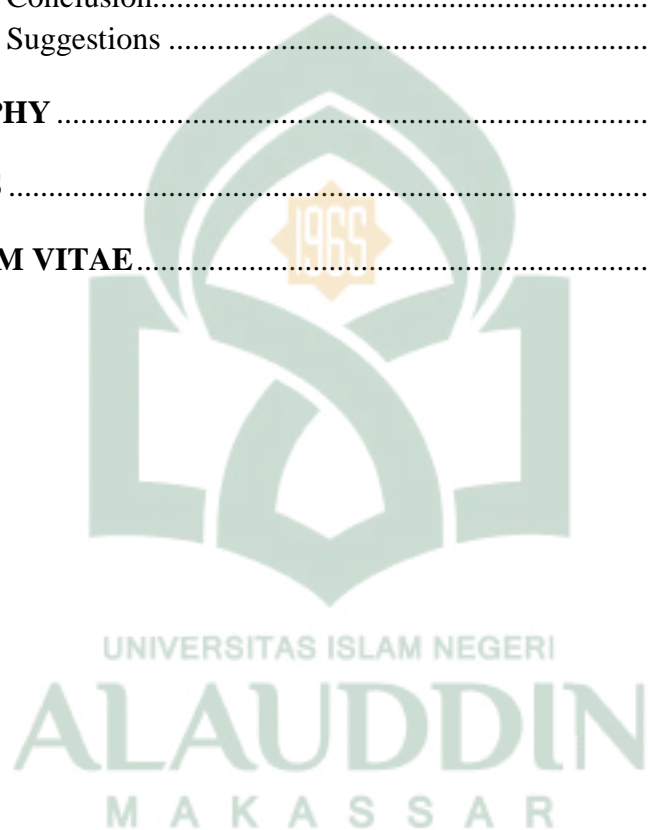 Conclusion..............................................................
Suggestions ............................................................
PHY ...........................................................................
S .................................................................................
M VITAE.................................................................
1965
UNIVERSITAS ISLAM NEGERI
ALAUDDIN
MAKASSAR